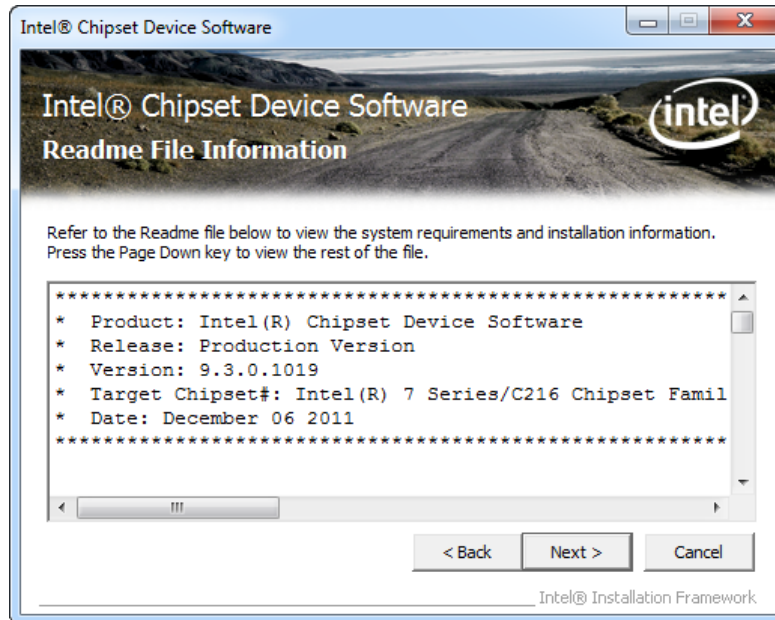 Intel® Chipset Device Software
Intel® Chipset Device Software
intel
Readme File Information
Refer to the Readme file below to view the system requirements and installation information.
Press the Page Down key to view the rest of the file.
*********************************************************
*  Product: Intel(R) Chipset Device Software
*  Release: Production Version
*  Version: 9.3.0.1019
*  Target Chipset#: Intel(R) 7 Series/C216 Chipset Famil
*  Date: December 06 2011
*********************************************************
< Back Next > Cancel
Intel® Installation Framework